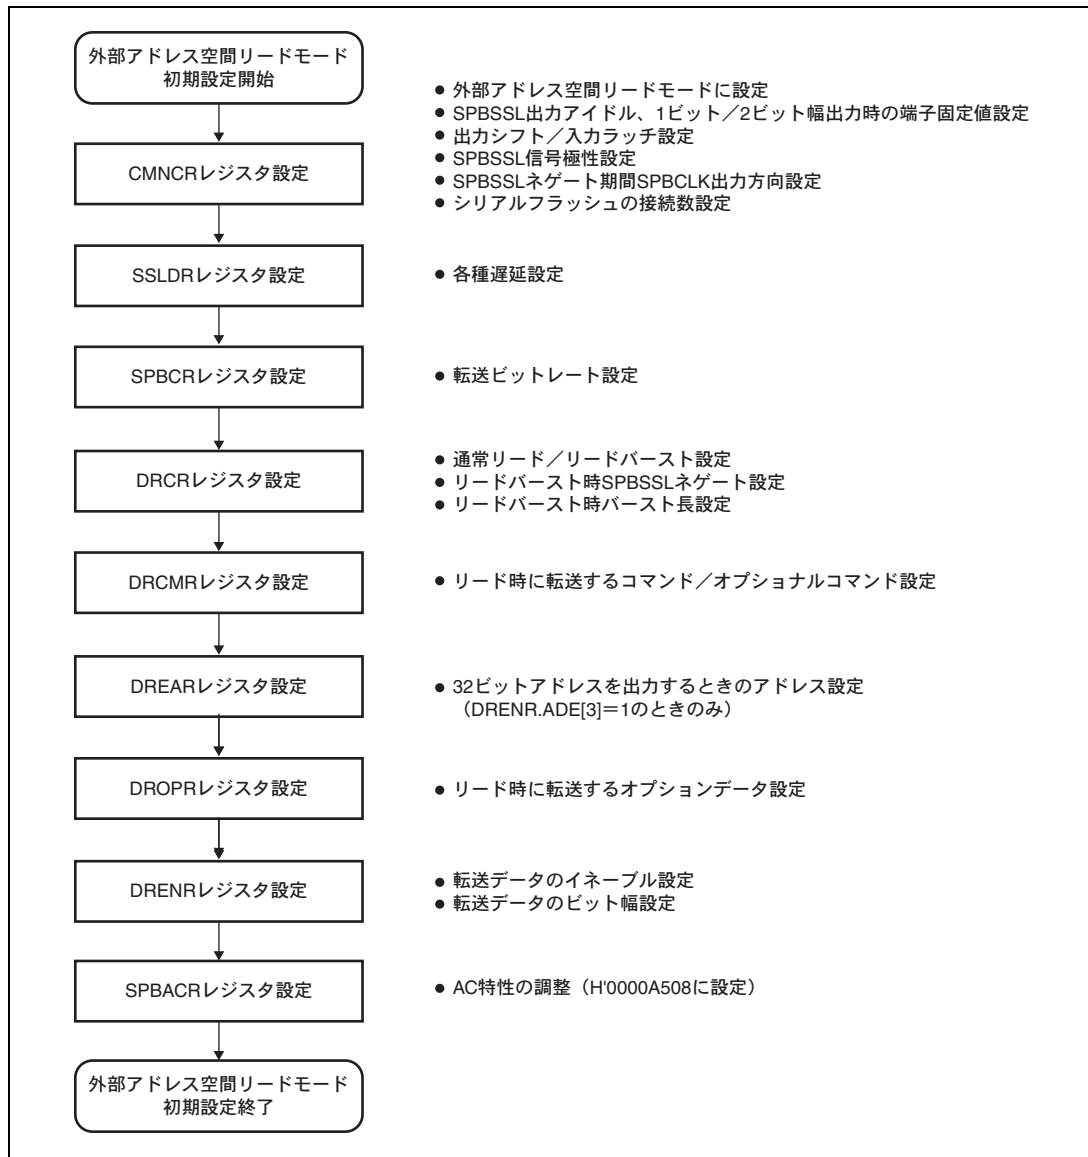 外部アドレス空間リードモード
初期設定開始
● 外部アドレス空間リードモードに設定
● SPBSSL出力アイドル、1ビット／2ビット幅出力時の端子固定値設定
● 出力シフト／入力ラッチ設定
● SPBSSL信号極性設定
● SPBSSLネゲート期間SPBCLK出力方向設定
● シリアルフラッシュの接続数設定
CMNCRレジスタ設定
SSLDRレジスタ設定
● 各種遅延設定
SPBCRレジスタ設定
● 転送ビットレート設定
DRCRレジスタ設定
● 通常リード／リードバースト設定
● リードバースト時SPBSSLネゲート設定
● リードバースト時バースト長設定
DRCMRレジスタ設定
● リード時に転送するコマンド／オプショナルコマンド設定
DREARレジスタ設定
● 32ビットアドレスを出力するときのアドレス設定
（DRENR.ADE[3]＝1のときのみ）
DROPRレジスタ設定
● リード時に転送するオプションデータ設定
DRENRレジスタ設定
● 転送データのイネーブル設定
● 転送データのビット幅設定
SPBACRレジスタ設定
● AC特性の調整（H'0000A508に設定）
外部アドレス空間リードモード
初期設定終了